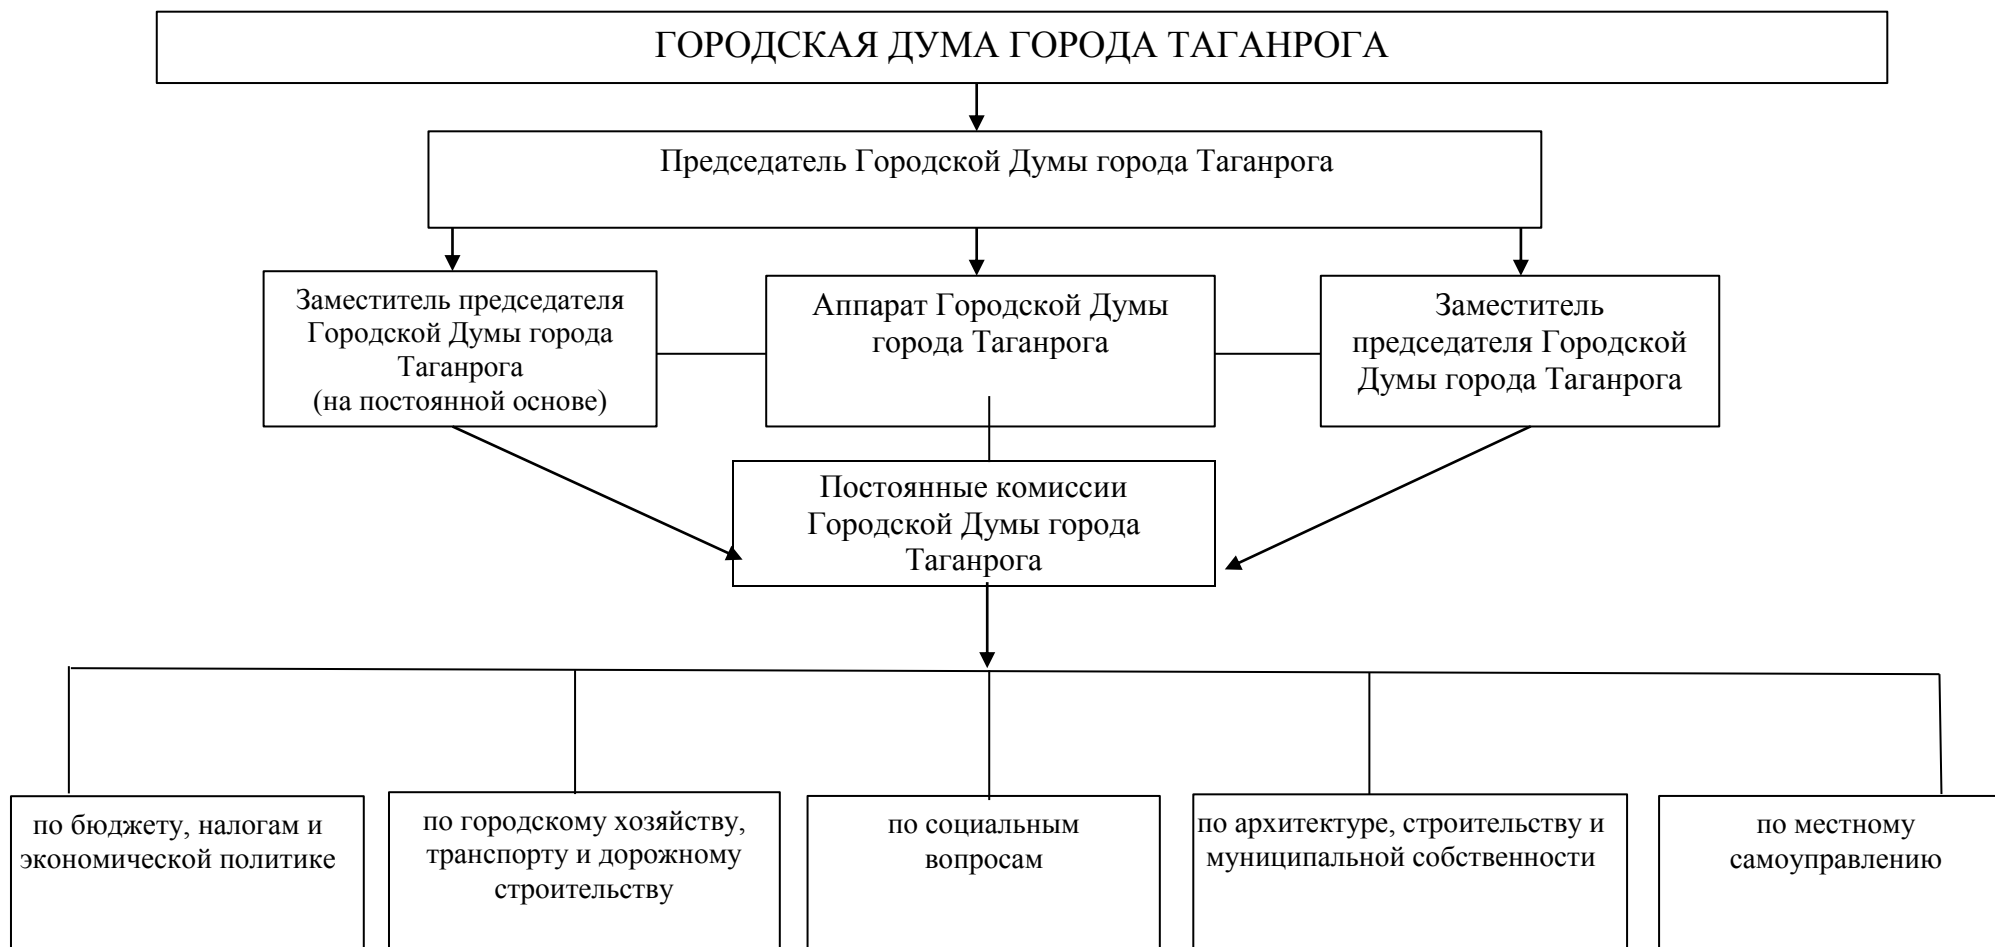 ГОРОДСКАЯ ДУМА ГОРОДА ТАГАНРОГА
Председатель Городской Думы города Таганрога
Заместитель председателя
Городской Думы города
Таганрога
(на постоянной основе)
Аппарат Городской Думы
города Таганрога
Заместитель
председателя Городской
Думы города Таганрога
Постоянные комиссии
Городской Думы города
Таганрога
по бюджету, налогам и
экономической политике
по городскому хозяйству,
транспорту и дорожному
строительству
по социальным
вопросам
по архитектуре, строительству и
муниципальной собственности
по местному
самоуправлению